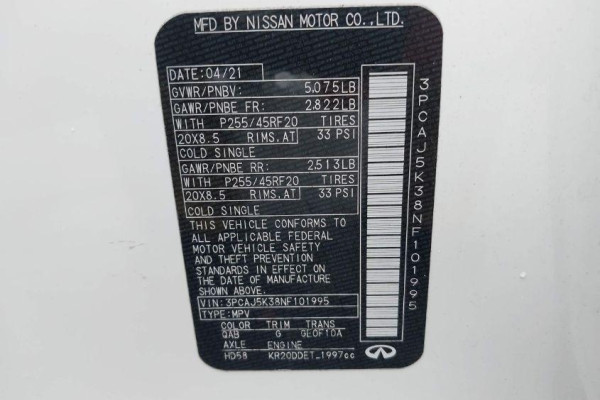 MFD BY NISSAN MOTOR CO.,LTD.
DATE: 04/21
GVWR/PNBV: 5.075LB
GAWR/PNBE FR: 2.822LB
WITH P255/45RF20 TIRES
20X8.5 RIMS.AT 33 PSI
COLD SINGLE
GAWR/PNBE RR: 2.513LB
WITH P255/45RF20 TIRES
20X8.5 RIMS.AT 33 PSI
COLD SINGLE
THIS VEHICLE CONFORMS TO
ALL APPLICABLE FEDERAL
MOTOR VEHICLE SAFETY
AND THEFT PREVENTION
STANDARDS IN EFFECT ON
THE DATE OF MANUFACTURE
SHOWN ABOVE.
VIN: 3PCAJ5K38NF101995
TYPE: MPV
COLOR TRIM TRANS
QAB G GE0F10A
AXLE ENGINE
HD58 KR20DDET_1997cc
3PCAJ5K38NF101995